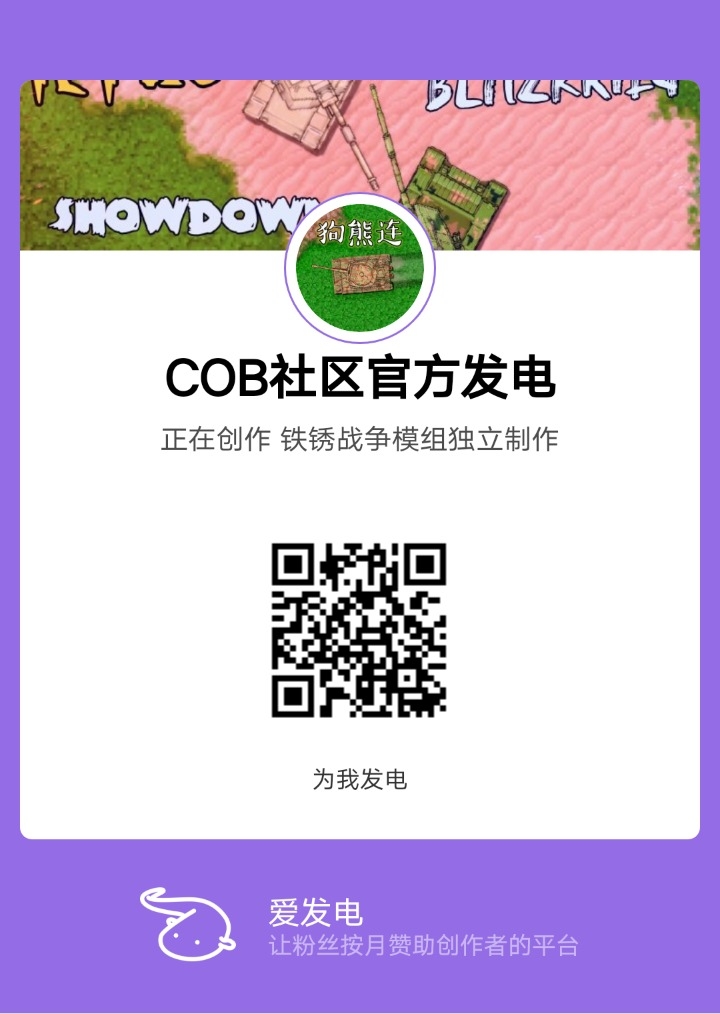 BLITZKRIEG
SHOWDOWN
狗熊连
COB社区官方发电
正在创作 铁锈战争模组独立制作
为我发电
爱发电
让粉丝按月赞助创作者的平台